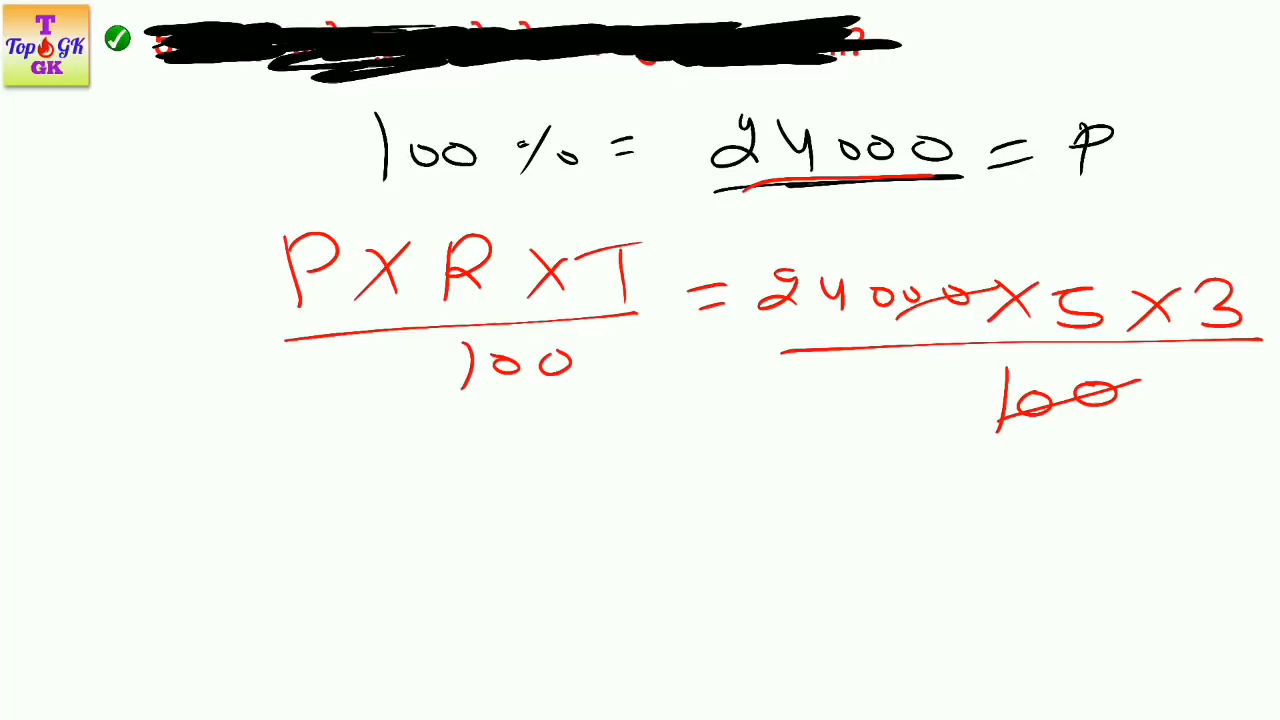 T
Top GK
GK
100 % = 24000 = P
P X R X T = 24000 X 5 X 3
100 100